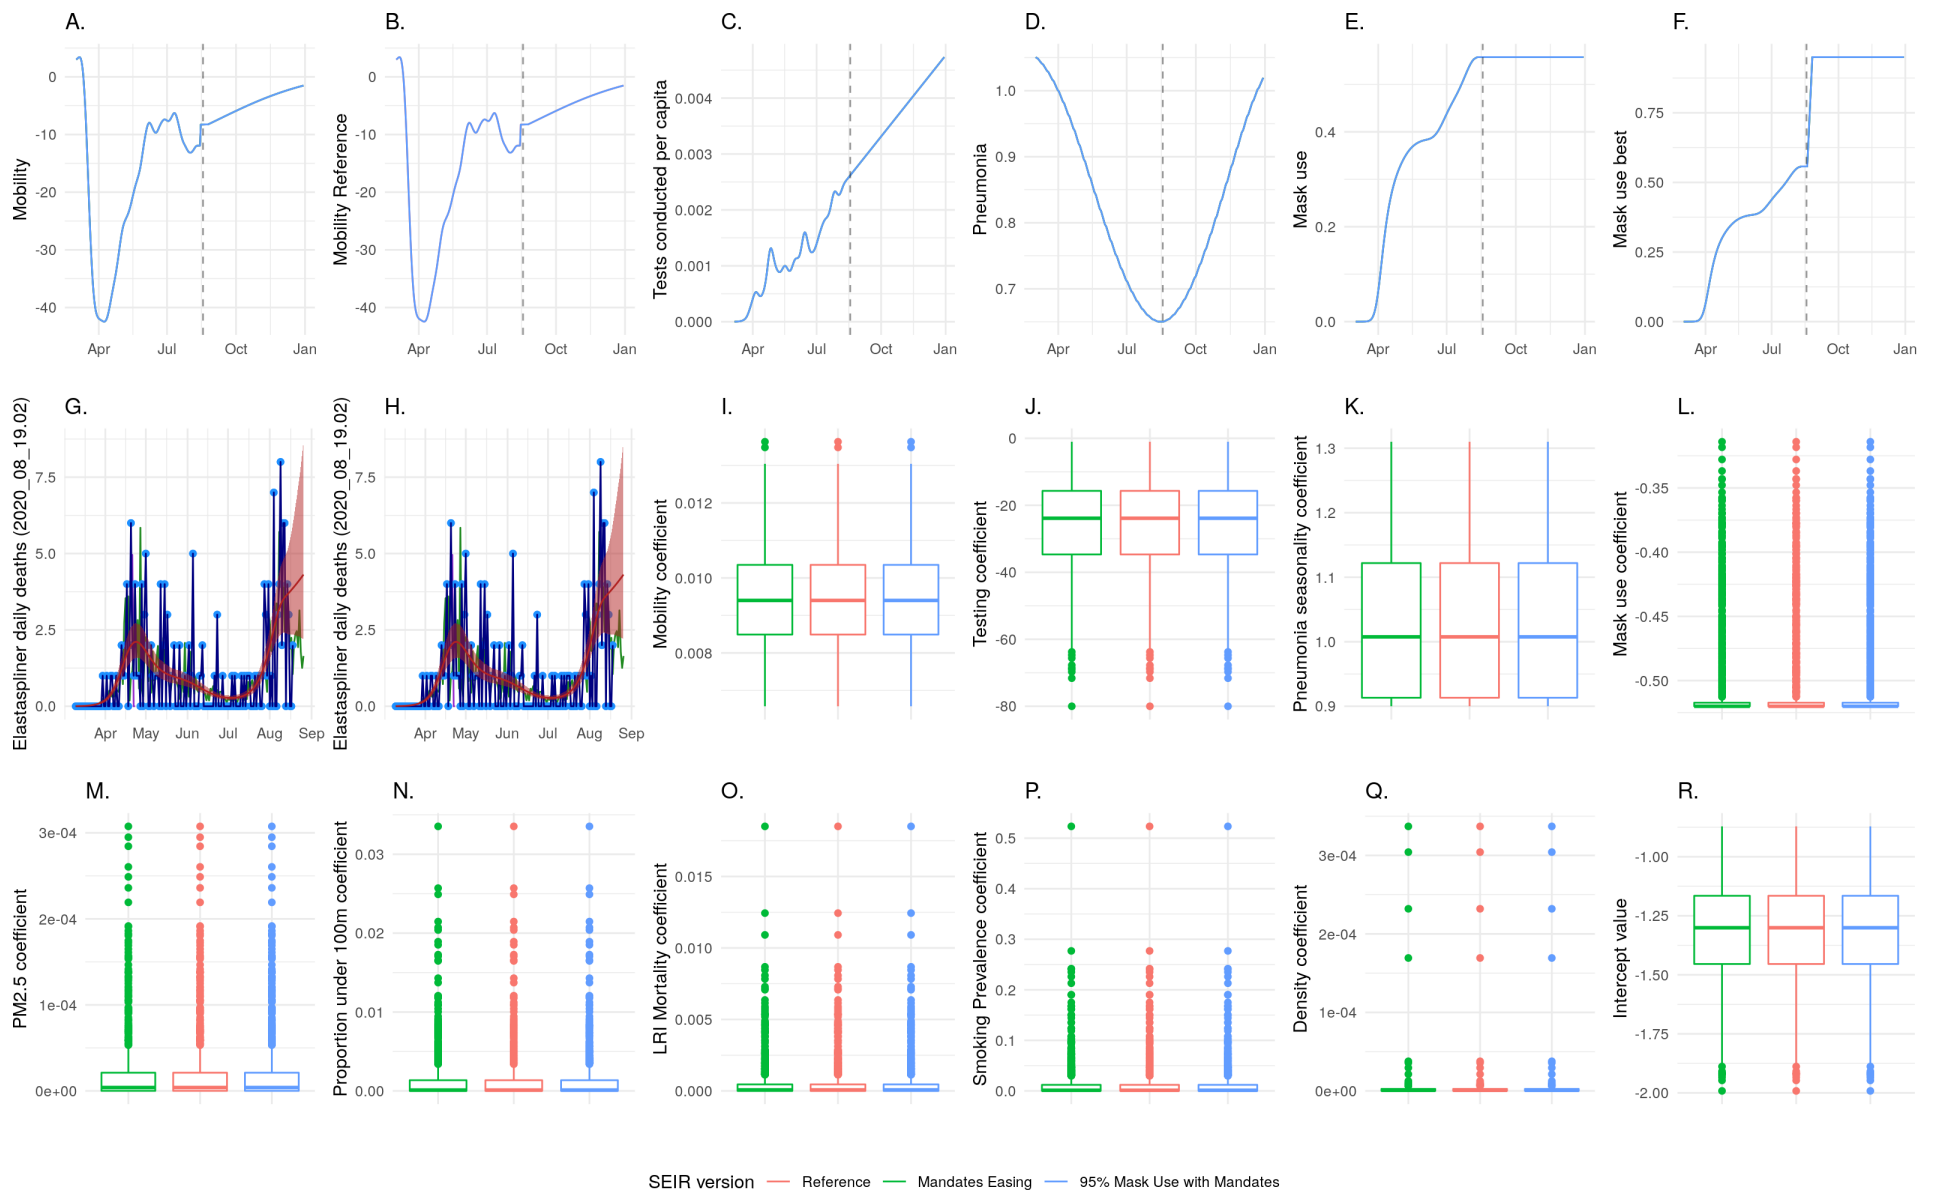 A.
B.
C.
D.
E.
F.
Mobility
0
-10
-20
-30
-40
Apr Jul Oct Jan
Mobility Reference
0
-10
-20
-30
-40
Apr Jul Oct Jan
Tests conducted per capita
0.004
0.003
0.002
0.001
0.000
Apr Jul Oct Jan
Pneumonia
1.0
0.9
0.8
0.7
Apr Jul Oct Jan
Mask use
0.4
0.2
0.0
Apr Jul Oct Jan
Mask use best
0.75
0.50
0.25
0.00
Apr Jul Oct Jan
G.
H.
I.
J.
K.
L.
Elastaspliner daily deaths (2020_08_19.02)
7.5
5.0
2.5
0.0
Apr May Jun Jul Aug Sep
Elastaspliner daily deaths (2020_08_19.02)
7.5
5.0
2.5
0.0
Apr May Jun Jul Aug Sep
Mobility coefficient
0.012
0.010
0.008
Testing coefficient
0
-20
-40
-60
-80
Pneumonia seasonality coefficient
1.3
1.2
1.1
1.0
0.9
Mask use coefficient
-0.35
-0.40
-0.45
-0.50
M.
N.
O.
P.
Q.
R.
PM2.5 coefficient
3e-04
2e-04
1e-04
0e+00
Proportion under 100m coefficient
0.03
0.02
0.01
0.00
LRI Mortality coefficient
0.015
0.010
0.005
0.000
Smoking Prevalence coefficient
0.5
0.4
0.3
0.2
0.1
0.0
Density coefficient
3e-04
2e-04
1e-04
0e+00
Intercept value
-1.00
-1.25
-1.50
-1.75
-2.00
SEIR version Reference Mandates Easing 95% Mask Use with Mandates